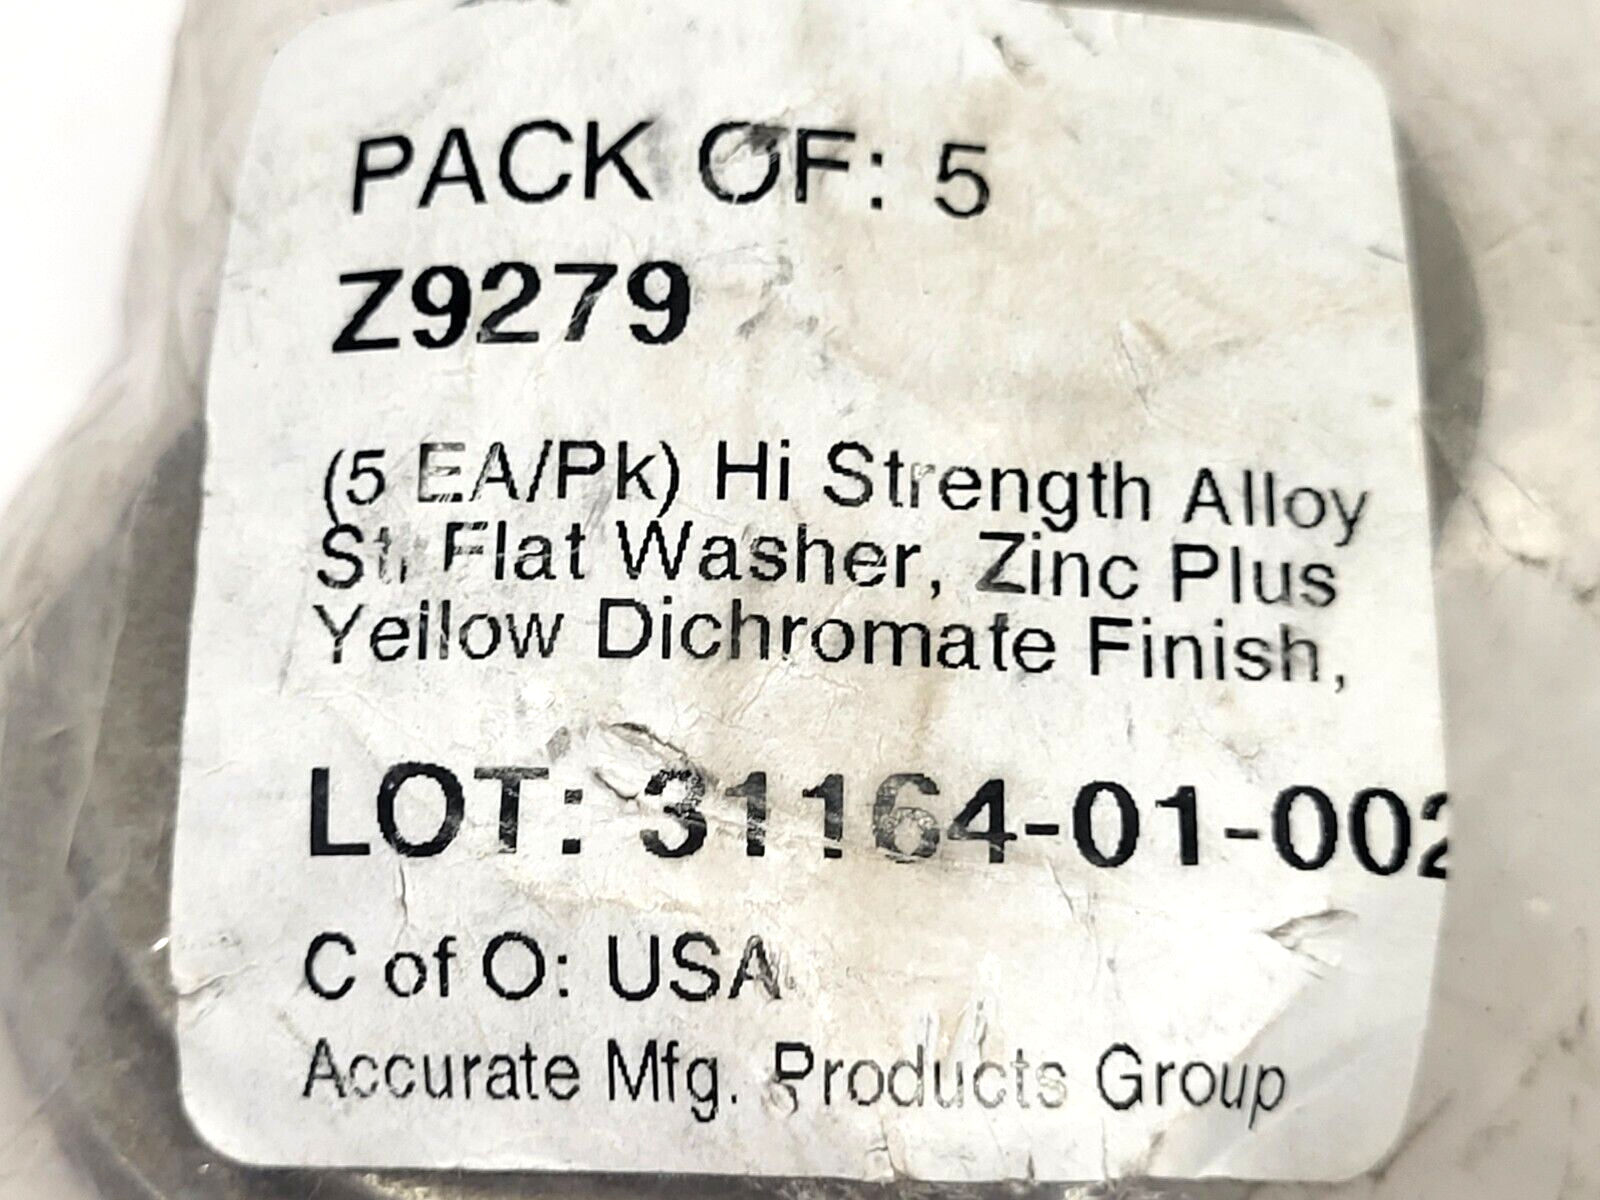 PACK OF: 5
Z9279
(5 EA/Pk) Hi Strength Alloy
Stl Flat Washer, Zinc Plus
Yellow Dichromate Finish,
LOT: 31164-01-002
C of O: USA
Accurate Mfg. Products Group